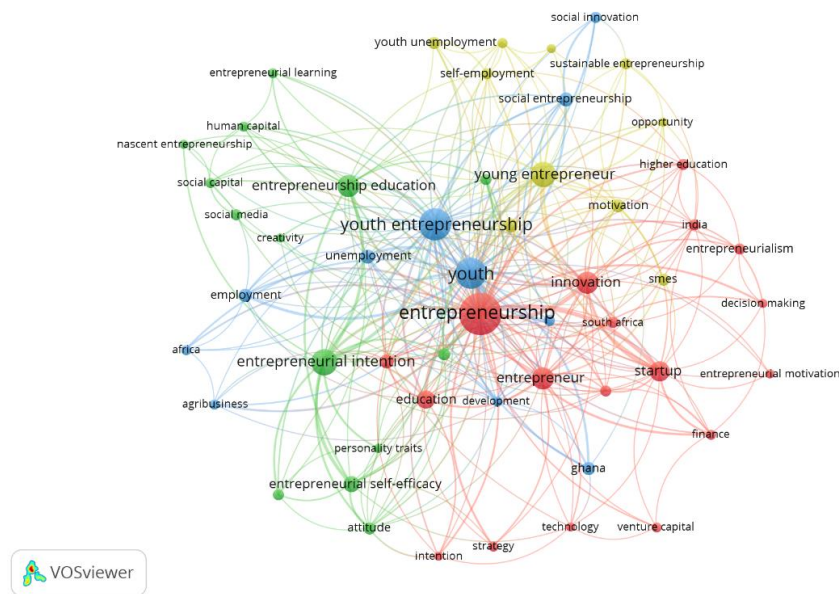 social innovation
youth unemployment
sustainable entrepreneurship
entrepreneurial learning
self-employment
social entrepreneurship
human capital
opportunity
nascent entrepreneurship
higher education
social capital
entrepreneurship education
young entrepreneur
social media
motivation
youth entrepreneurship
india
creativity
entrepreneurialism
unemployment
youth
innovation
smes
employment
decision making
entrepreneurship
south africa
africa
entrepreneurial intention
entrepreneur
startup
entrepreneurial motivation
agribusiness
education
development
finance
personality traits
ghana
entrepreneurial self-efficacy
attitude
technology
venture capital
strategy
intention
VOSviewer